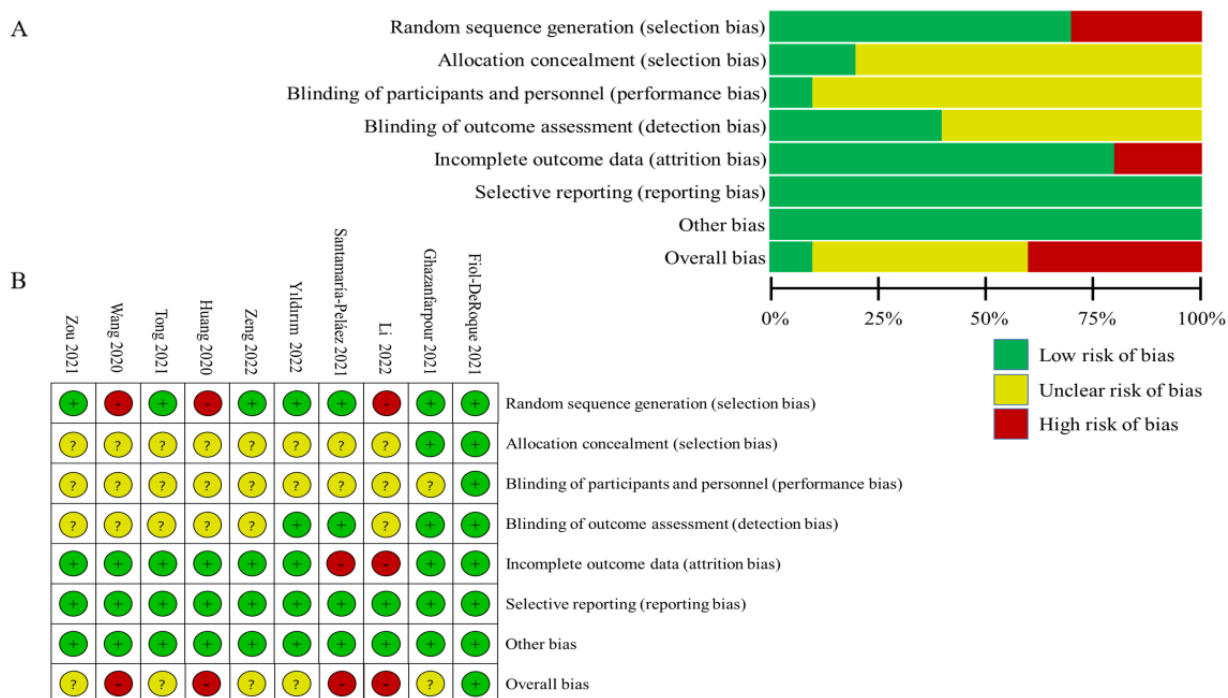 A
Random sequence generation (selection bias)
Allocation concealment (selection bias)
Blinding of participants and personnel (performance bias)
Blinding of outcome assessment (detection bias)
Incomplete outcome data (attrition bias)
Selective reporting (reporting bias)
Other bias
Overall bias
0% 25% 50% 75% 100%
Low risk of bias
Unclear risk of bias
High risk of bias
B
Zou 2021
Wang 2020
Tong 2021
Huang 2020
Zeng 2022
Yıldırım 2022
Santamaría-Peláez 2021
Li 2022
Ghazanfarpour 2021
Fiol-DeRoque 2021
+ - + - + + + - + + Random sequence generation (selection bias)
? ? ? ? ? ? ? ? + + Allocation concealment (selection bias)
? ? ? ? ? ? ? ? ? + Blinding of participants and personnel (performance bias)
? ? ? ? ? + + ? + + Blinding of outcome assessment (detection bias)
+ + + + + + - - + + Incomplete outcome data (attrition bias)
+ + + + + + + + + + Selective reporting (reporting bias)
+ + + + + + + + + + Other bias
? - ? - ? ? - - ? + Overall bias